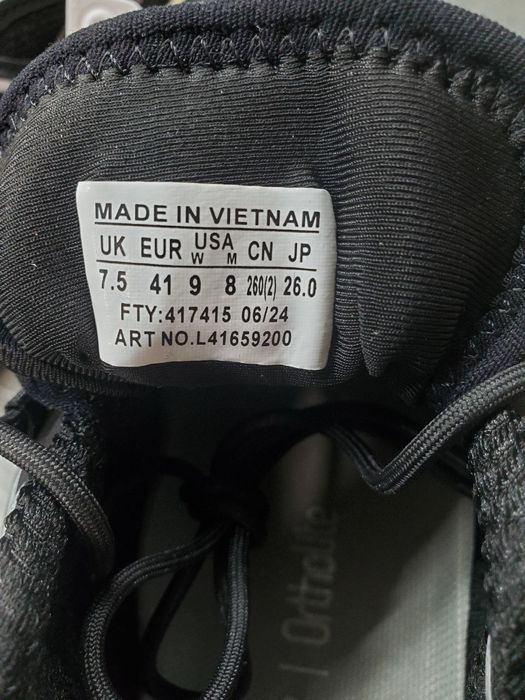 MADE IN VIETNAM
UK EUR USA W M CN JP
7.5 41 9 8 260(2) 26.0
FTY:417415 06/24
ART NO.L41659200
| OrthoLite